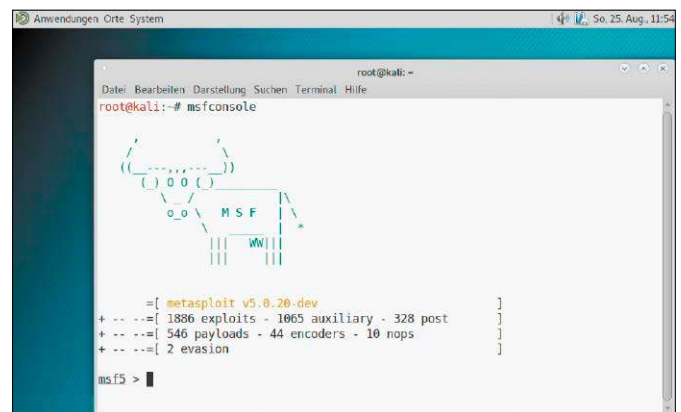 Anwendungen Orte System So, 25. Aug., 11:54
root@kali: ~
Datei Bearbeiten Darstellung Suchen Terminal Hilfe
root@kali:~# msfconsole
M S F
WW
=[ metasploit v5.0.20-dev ]
+ -- --=[ 1886 exploits - 1065 auxiliary - 328 post ]
+ -- --=[ 546 payloads - 44 encoders - 10 nops ]
+ -- --=[ 2 evasion ]
msf5 >